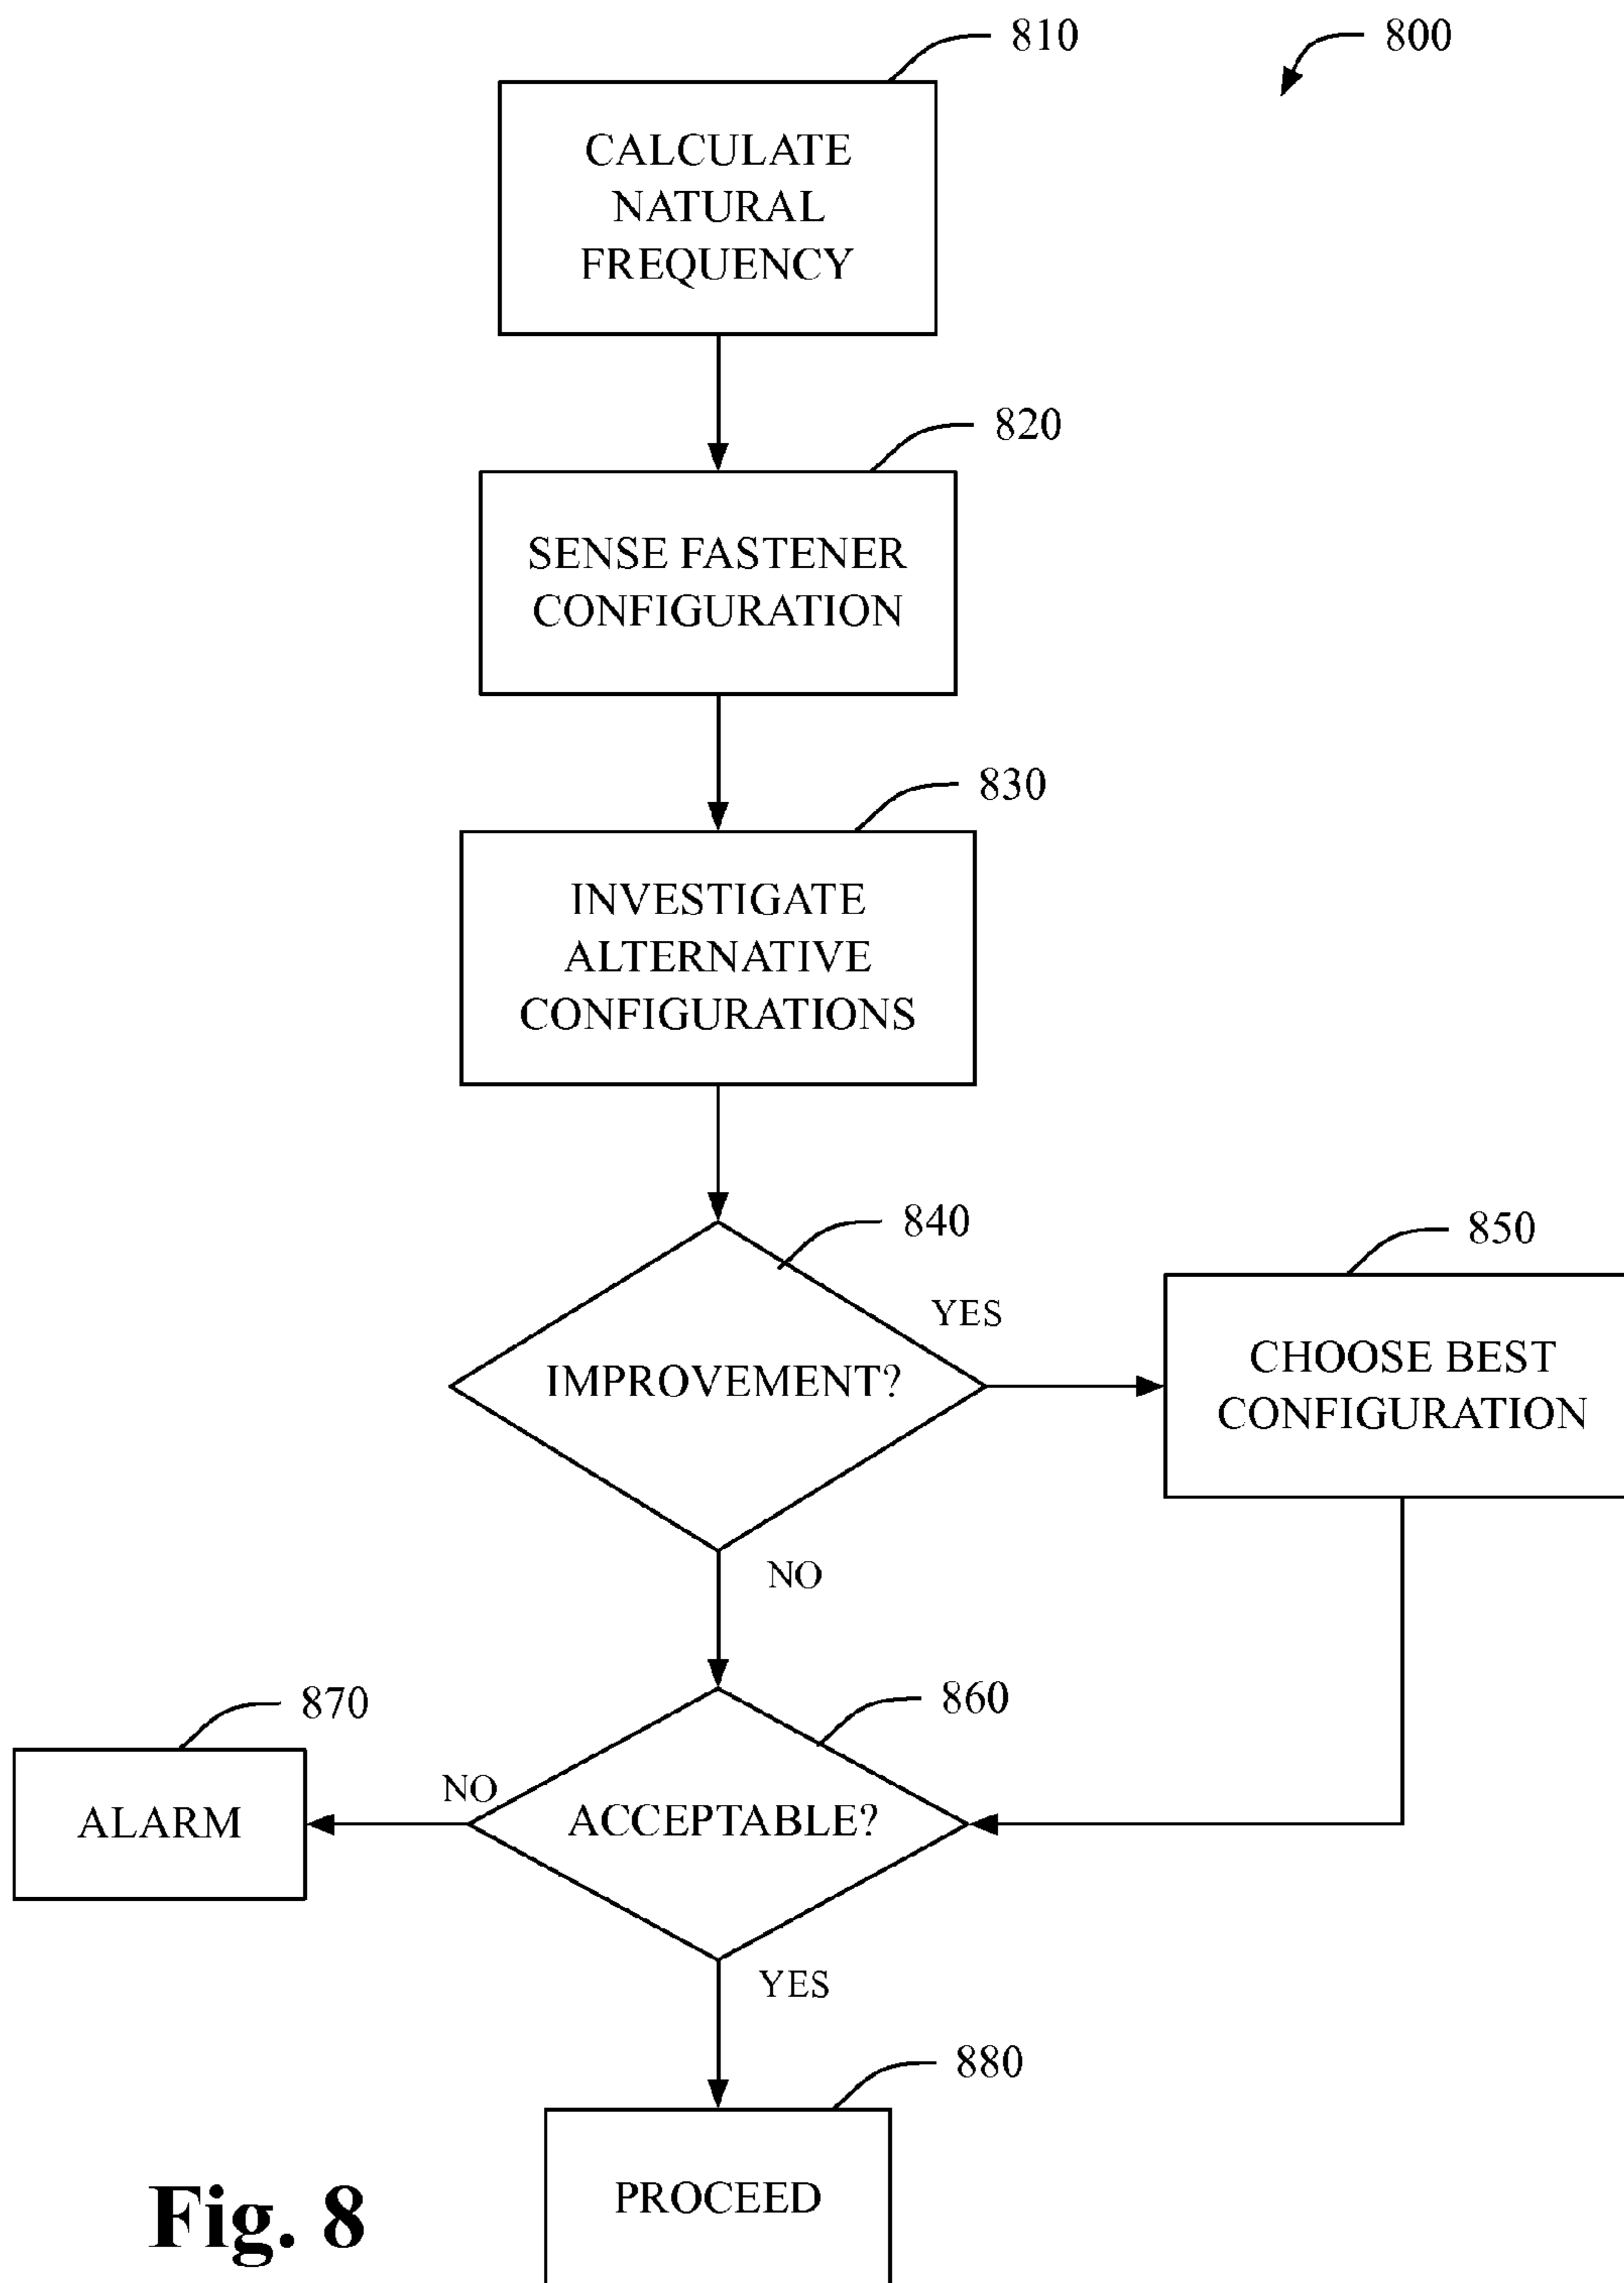 810
800
CALCULATE
NATURAL
FREQUENCY
820
SENSE FASTENER
CONFIGURATION
830
INVESTIGATE
ALTERNATIVE
CONFIGURATIONS
840
850
YES
IMPROVEMENT?
CHOOSE BEST
CONFIGURATION
NO
860
870
NO
ACCEPTABLE?
ALARM
YES
880
PROCEED
Fig. 8